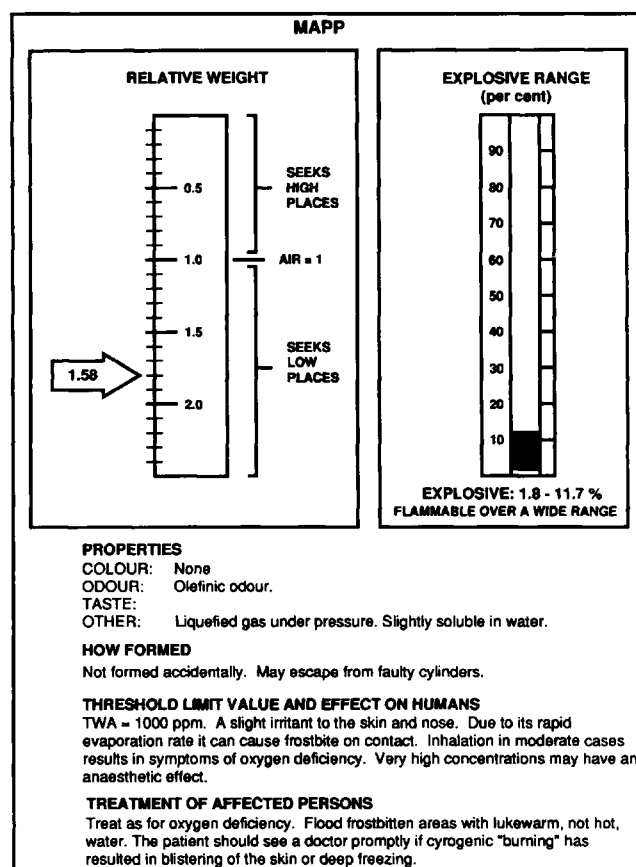 MAPP
RELATIVE WEIGHT
0.5
1.0
1.5
2.0
SEEKS
HIGH
PLACES
AIR = 1
SEEKS
LOW
PLACES
1.58
EXPLOSIVE RANGE
(per cent)
90
80
70
60
50
40
30
20
10
EXPLOSIVE: 1.8 - 11.7 %
FLAMMABLE OVER A WIDE RANGE
PROPERTIES
COLOUR: None
ODOUR: Olefinic odour.
TASTE:
OTHER: Liquefied gas under pressure. Slightly soluble in water.
HOW FORMED
Not formed accidentally. May escape from faulty cylinders.
THRESHOLD LIMIT VALUE AND EFFECT ON HUMANS
TWA = 1000 ppm. A slight irritant to the skin and nose. Due to its rapid
evaporation rate it can cause frostbite on contact. Inhalation in moderate cases
results in symptoms of oxygen deficiency. Very high concentrations may have an
anaesthetic effect.
TREATMENT OF AFFECTED PERSONS
Treat as for oxygen deficiency. Flood frostbitten areas with lukewarm, not hot,
water. The patient should see a doctor promptly if cyrogenic "burning" has
resulted in blistering of the skin or deep freezing.